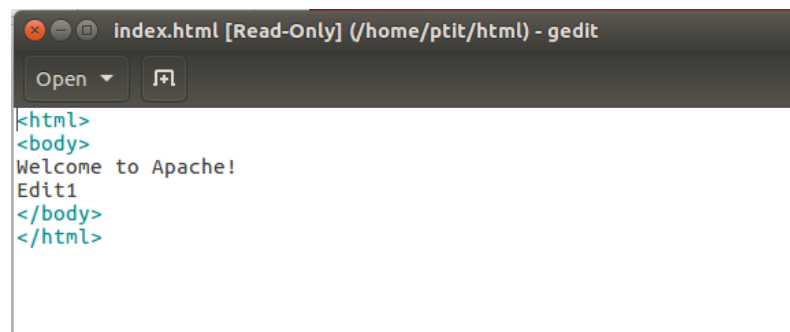 index.html [Read-Only] (/home/ptit/html) - gedit
Open
<html>
<body>
Welcome to Apache!
Edit1
</body>
</html>